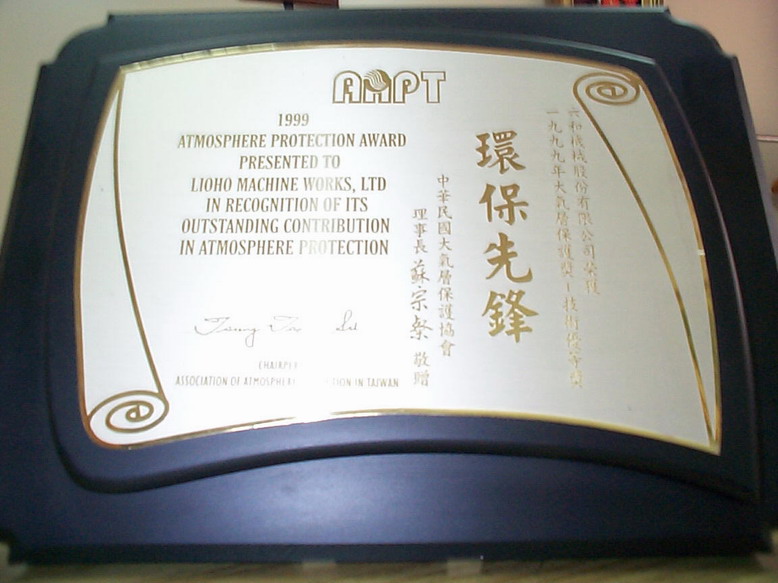 AAPT
1999
ATMOSPHERE PROTECTION AWARD
PRESENTED TO
LIOHO MACHINE WORKS, LTD
IN RECOGNITION OF ITS
OUTSTANDING CONTRIBUTION
IN ATMOSPHERE PROTECTION
ASSOCIATION OF ATMOSPHE TION IN TAIWAN
六和機械股份有限公司榮獲
一九九九年大氣層保護獎-技術
環保先鋒
中華民國大氣層保護協會
理事長 蘇宗粲 敬贈